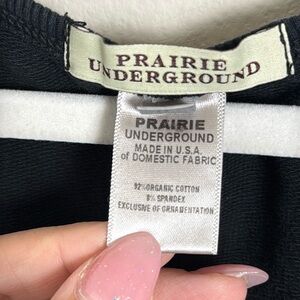 PRAIRIE
UNDERGROUND
PRAIRIE
UNDERGROUND
MADE IN U.S.A.
of DOMESTIC FABRIC
92% ORGANIC COTTON
8% SPANDEX
EXCLUSIVE OF ORNAMENTATION